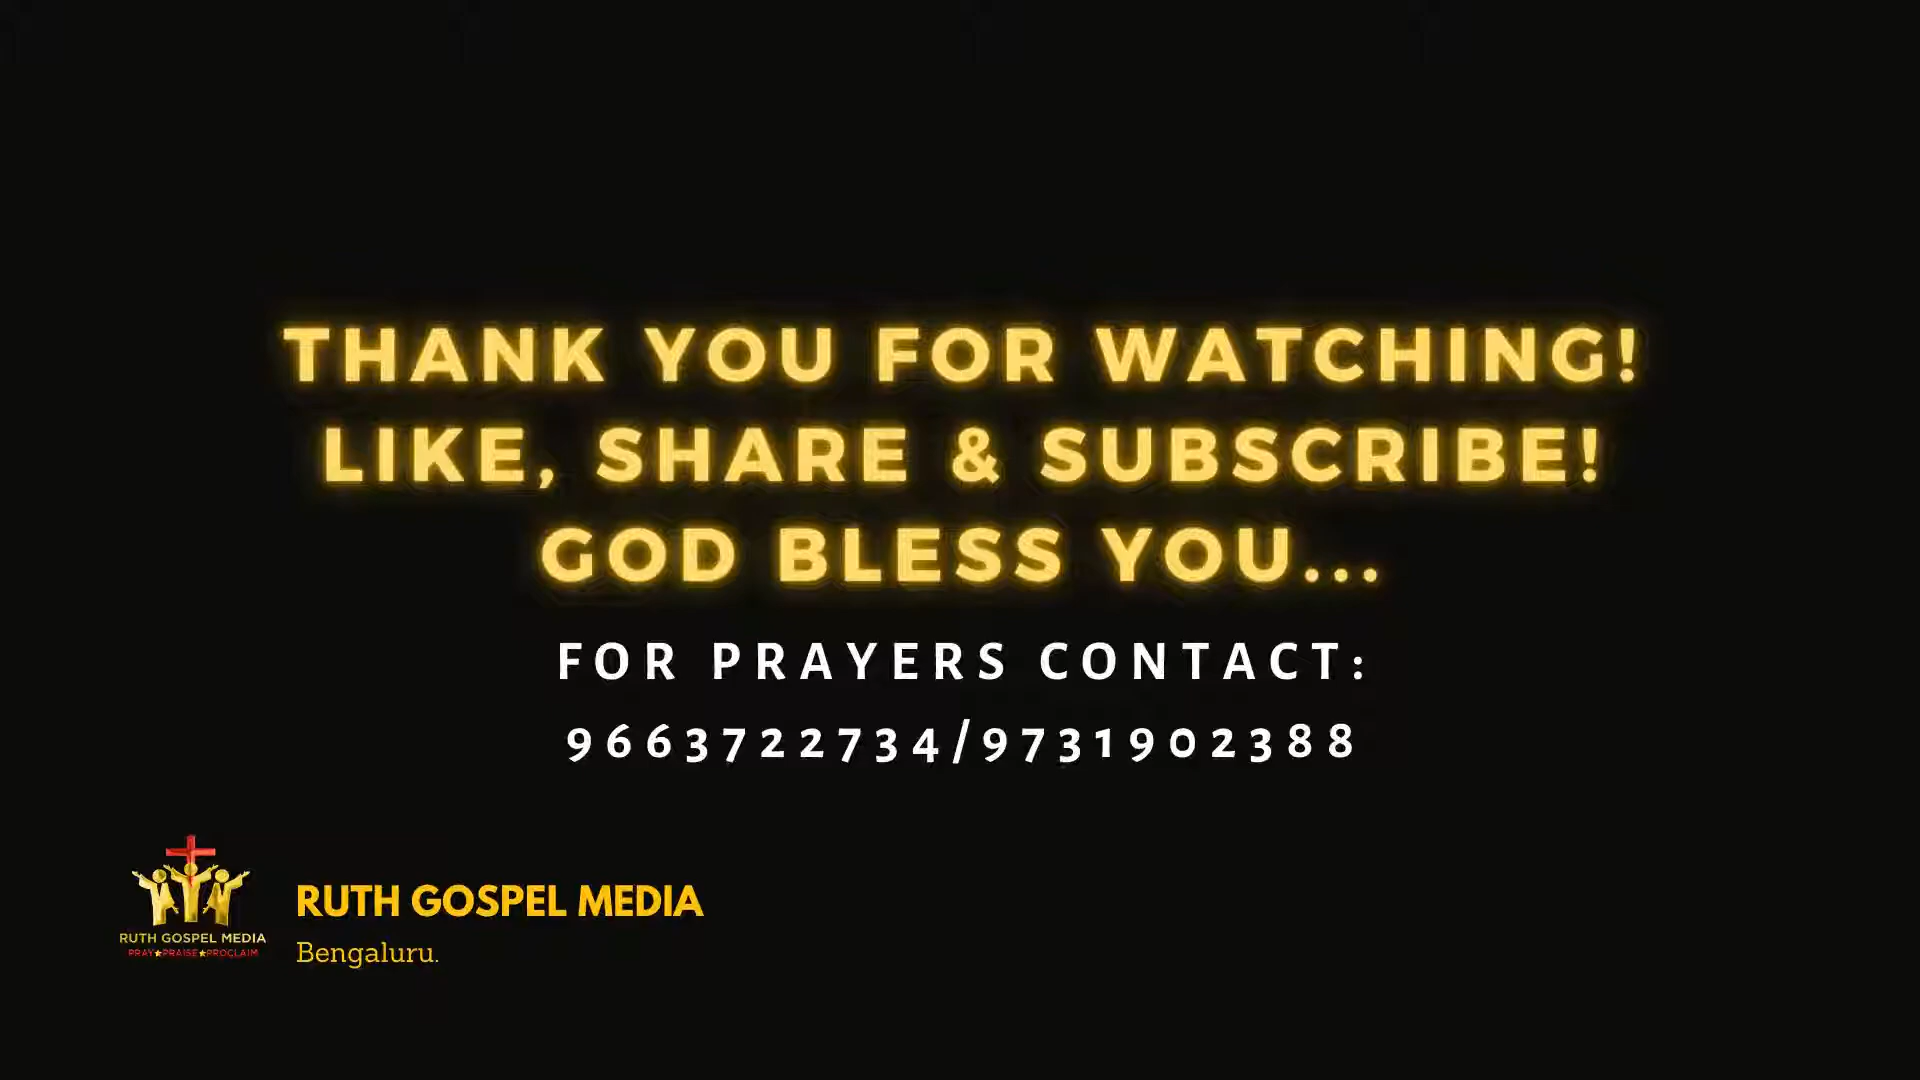 THANK YOU FOR WATCHING!
LIKE, SHARE & SUBSCRIBE!
GOD BLESS YOU...
FOR PRAYERS CONTACT:
9663722734/9731902388
RUTH GOSPEL MEDIA
PRAY★PRAISE★PROCLAIM
RUTH GOSPEL MEDIA
Bengaluru.